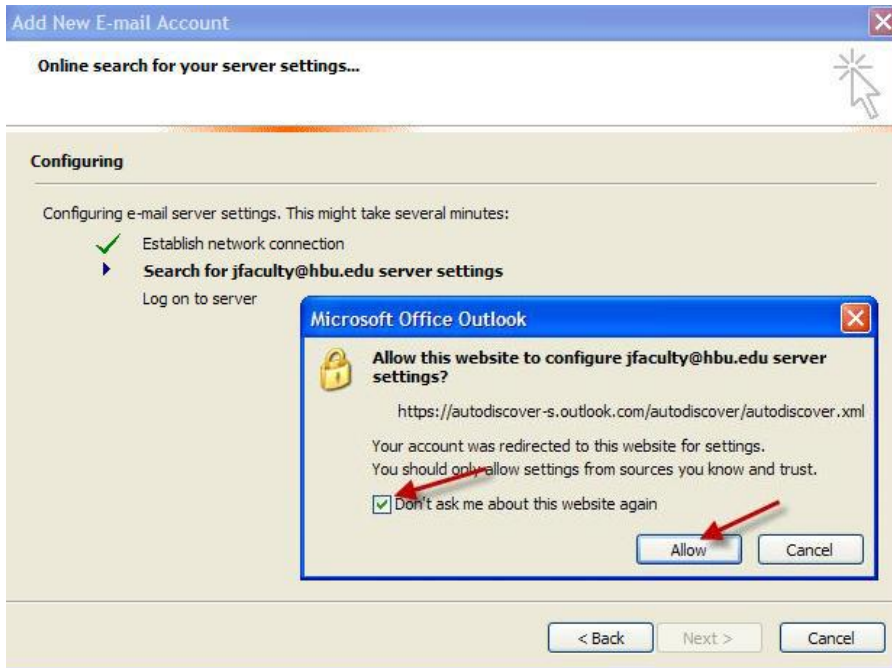 Add New E-mail Account
Online search for your server settings...
Configuring
Configuring e-mail server settings. This might take several minutes:
Establish network connection
Search for jfaculty@hbu.edu server settings
Log on to server
Microsoft Office Outlook
Allow this website to configure jfaculty@hbu.edu server
settings?
https://autodiscover-s.outlook.com/autodiscover/autodiscover.xml
Your account was redirected to this website for settings.
You should only allow settings from sources you know and trust.
Don't ask me about this website again
Allow Cancel
< Back Next > Cancel